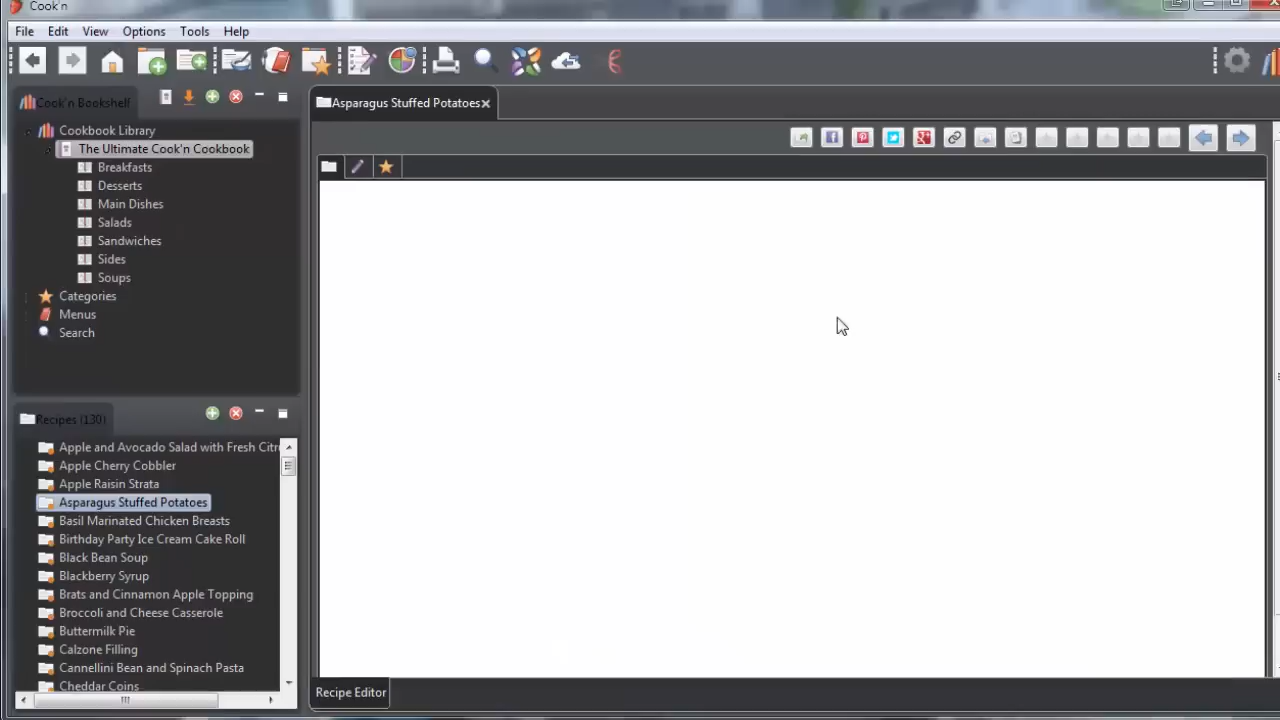 Cook'n
File Edit View Options Tools Help
Cook'n Bookshelf
Cookbook Library
The Ultimate Cook'n Cookbook
Breakfasts
Desserts
Main Dishes
Salads
Sandwiches
Sides
Soups
Categories
Menus
Search
Recipes (130)
Apple and Avocado Salad with Fresh Citr
Apple Cherry Cobbler
Apple Raisin Strata
Asparagus Stuffed Potatoes
Basil Marinated Chicken Breasts
Birthday Party Ice Cream Cake Roll
Black Bean Soup
Blackberry Syrup
Brats and Cinnamon Apple Topping
Broccoli and Cheese Casserole
Buttermilk Pie
Calzone Filling
Cannellini Bean and Spinach Pasta
Cheddar Coins
Asparagus Stuffed Potatoes
Recipe Editor